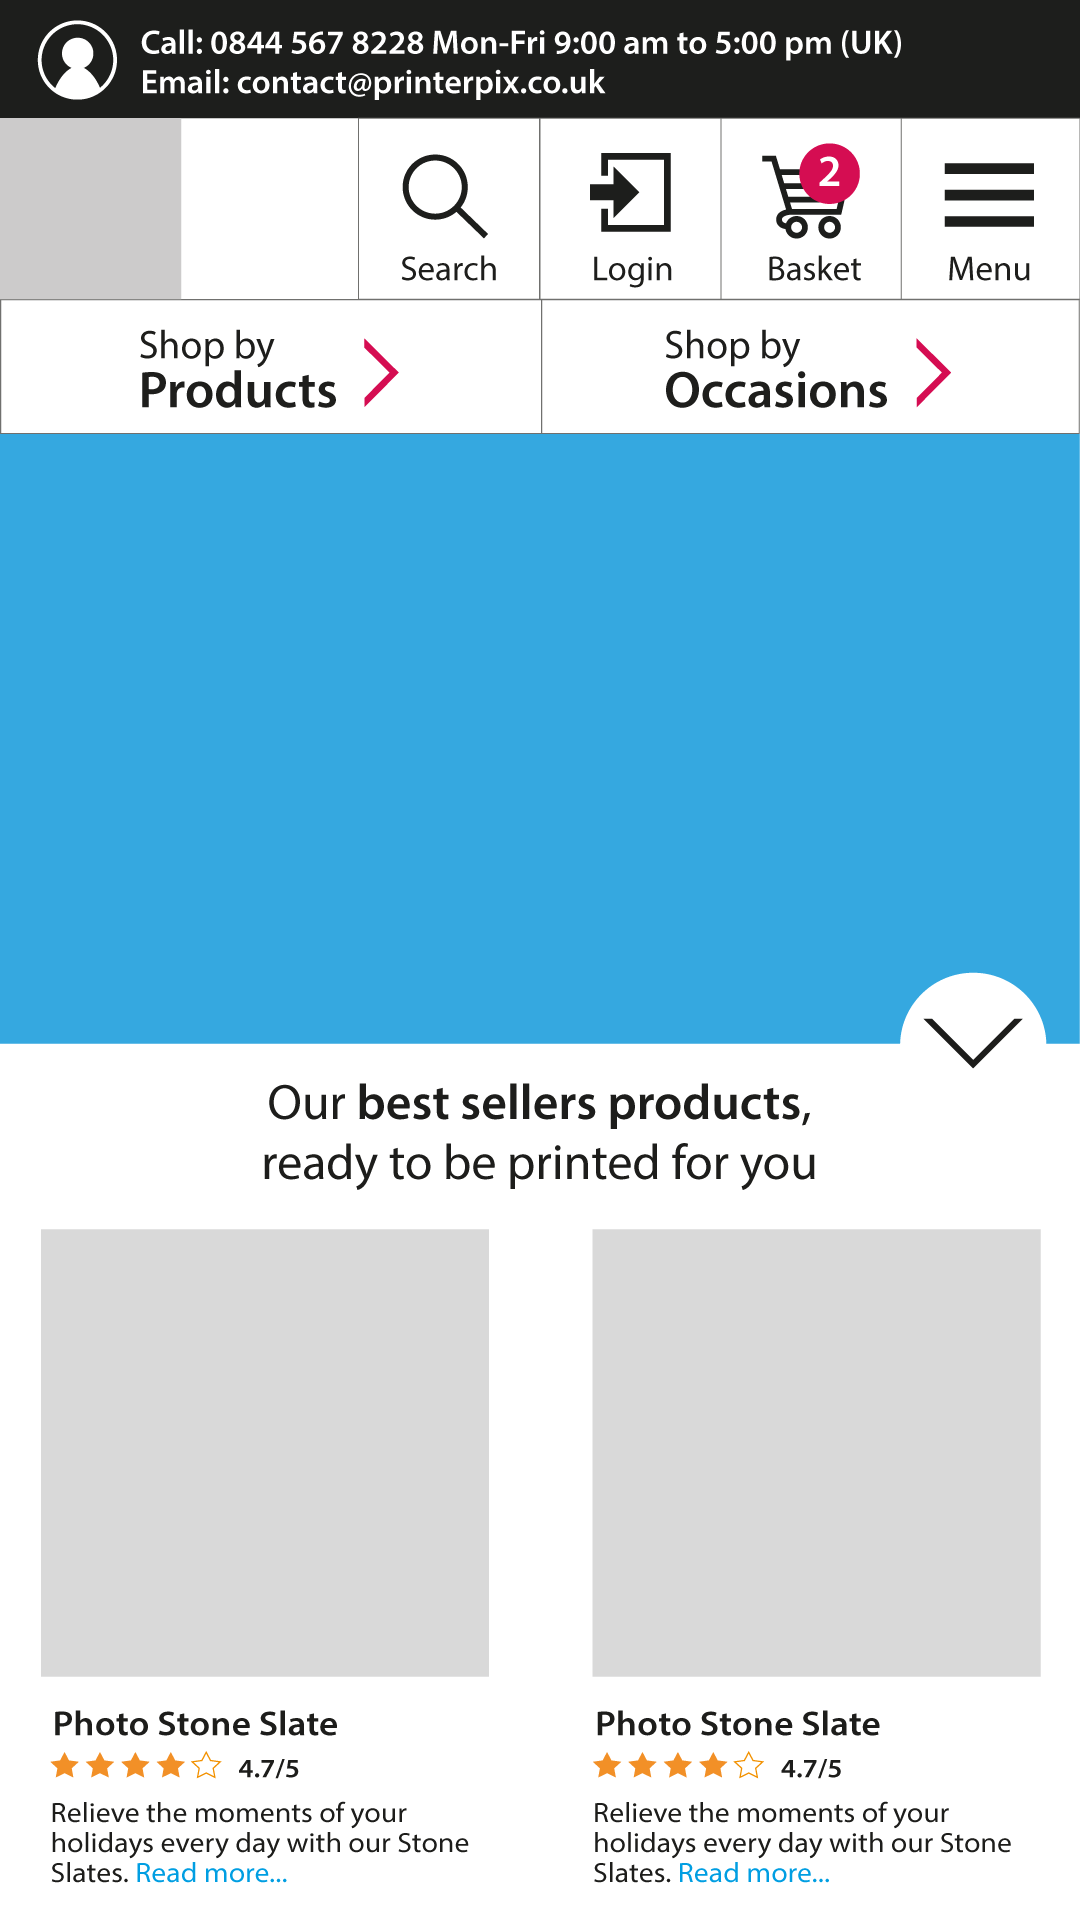 Call: 0844 567 8228 Mon-Fri 9:00 am to 5:00 pm (UK)
Email: contact@printerpix.co.uk
2
Search
Login
Basket
Menu
Shop by
Products
Shop by
Occasions
Our best sellers products,
ready to be printed for you
Photo Stone Slate
4.7/5
Relieve the moments of your
holidays every day with our Stone
Slates. Read more...
Photo Stone Slate
4.7/5
Relieve the moments of your
holidays every day with our Stone
Slates. Read more...